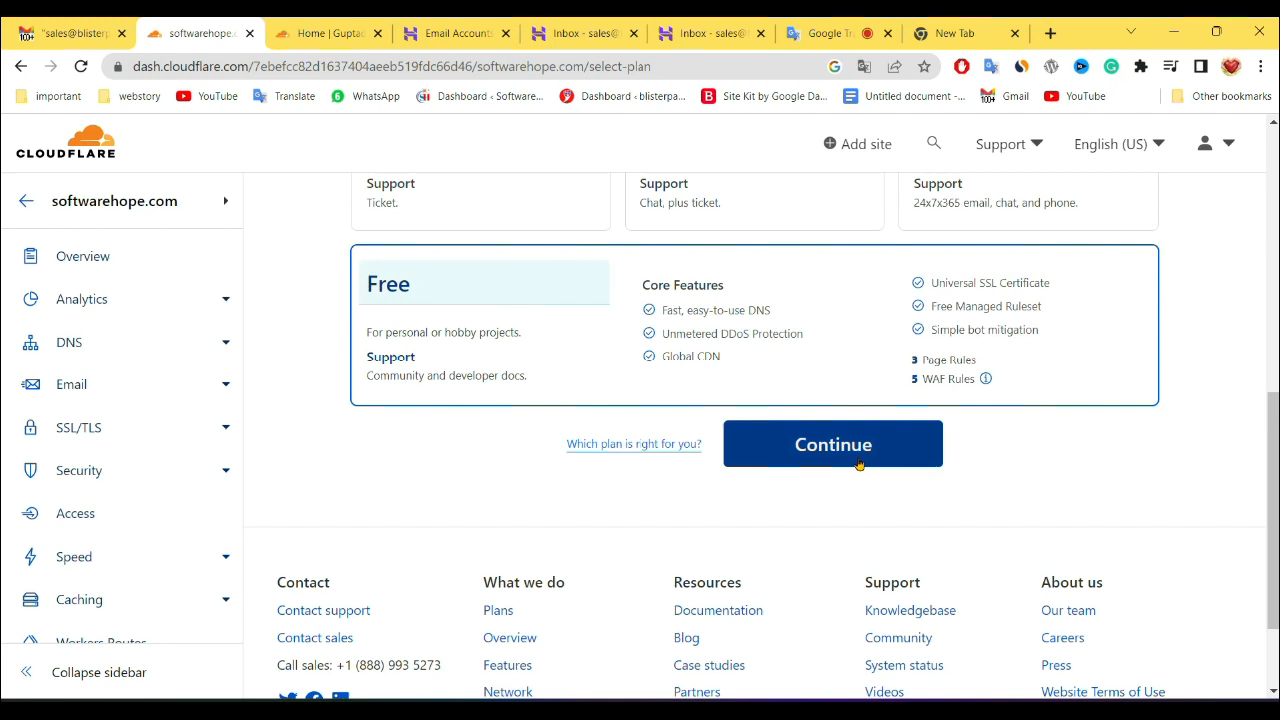 "sales@blisterp
softwarehope.c
Home | Gupta
Email Accounts
Inbox - sales@
Inbox - sales@
Google Tr
New Tab
dash.cloudflare.com/7ebefcc82d1637404aeeb519fdc66d46/softwarehope.com/select-plan
important
webstory
YouTube
Translate
WhatsApp
Dashboard ‹ Software...
Dashboard ‹ blisterpa...
Site Kit by Google Da...
Untitled document -...
Gmail
YouTube
Other bookmarks
CLOUDFLARE
Add site
Support
English (US)
softwarehope.com
Overview
Analytics
DNS
Email
SSL/TLS
Security
Access
Speed
Caching
Workers Routes
Collapse sidebar
Support
Ticket.
Support
Chat, plus ticket.
Support
24x7x365 email, chat, and phone.
Free
For personal or hobby projects.
Support
Community and developer docs.
Core Features
Fast, easy-to-use DNS
Unmetered DDoS Protection
Global CDN
Universal SSL Certificate
Free Managed Ruleset
Simple bot mitigation
3 Page Rules
5 WAF Rules
Which plan is right for you?
Continue
Contact
Contact support
Contact sales
Call sales: +1 (888) 993 5273
What we do
Plans
Overview
Features
Network
Resources
Documentation
Blog
Case studies
Partners
Support
Knowledgebase
Community
System status
Videos
About us
Our team
Careers
Press
Website Terms of Use